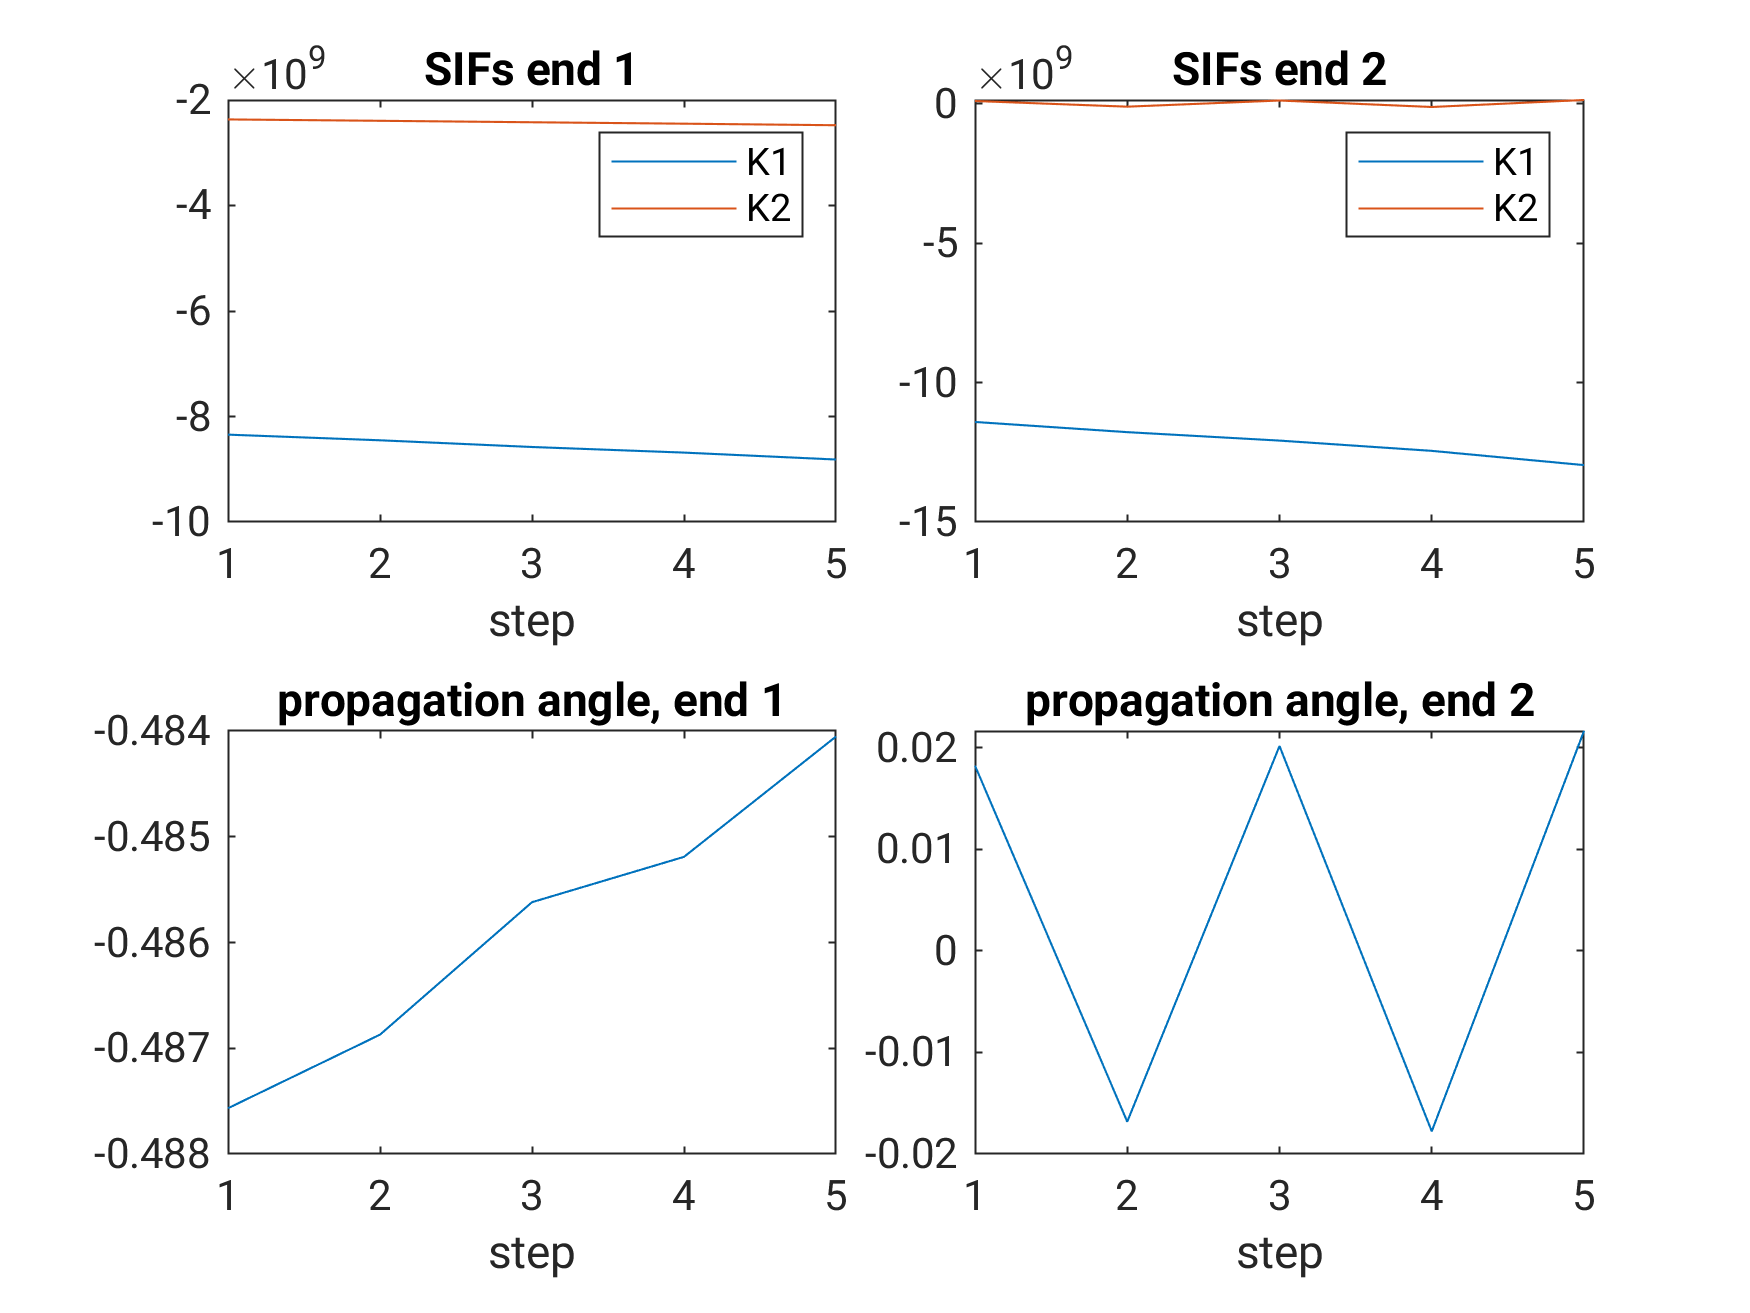 ×10⁹
SIFs end 1
-2
-4
-6
-8
-10
K1
K2
1 2 3 4 5
step
×10⁹
SIFs end 2
0
-5
-10
-15
K1
K2
1 2 3 4 5
step
propagation angle, end 1
-0.484
-0.485
-0.486
-0.487
-0.488
1 2 3 4 5
step
propagation angle, end 2
0.02
0.01
0
-0.01
-0.02
1 2 3 4 5
step